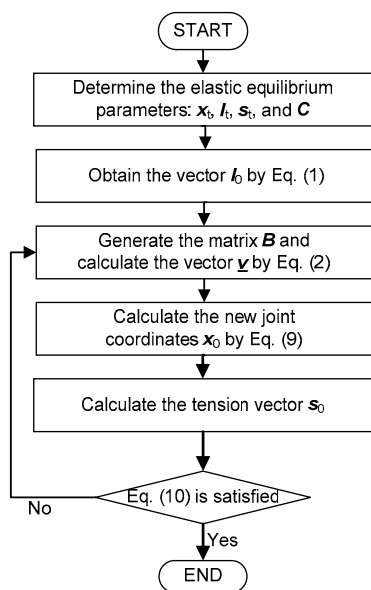 START
Determine the elastic equilibrium
parameters: xt, lt, st, and C
Obtain the vector l0 by Eq. (1)
Generate the matrix B and
calculate the vector v by Eq. (2)
Calculate the new joint
coordinates x0 by Eq. (9)
Calculate the tension vector s0
Eq. (10) is satisfied
No
Yes
END